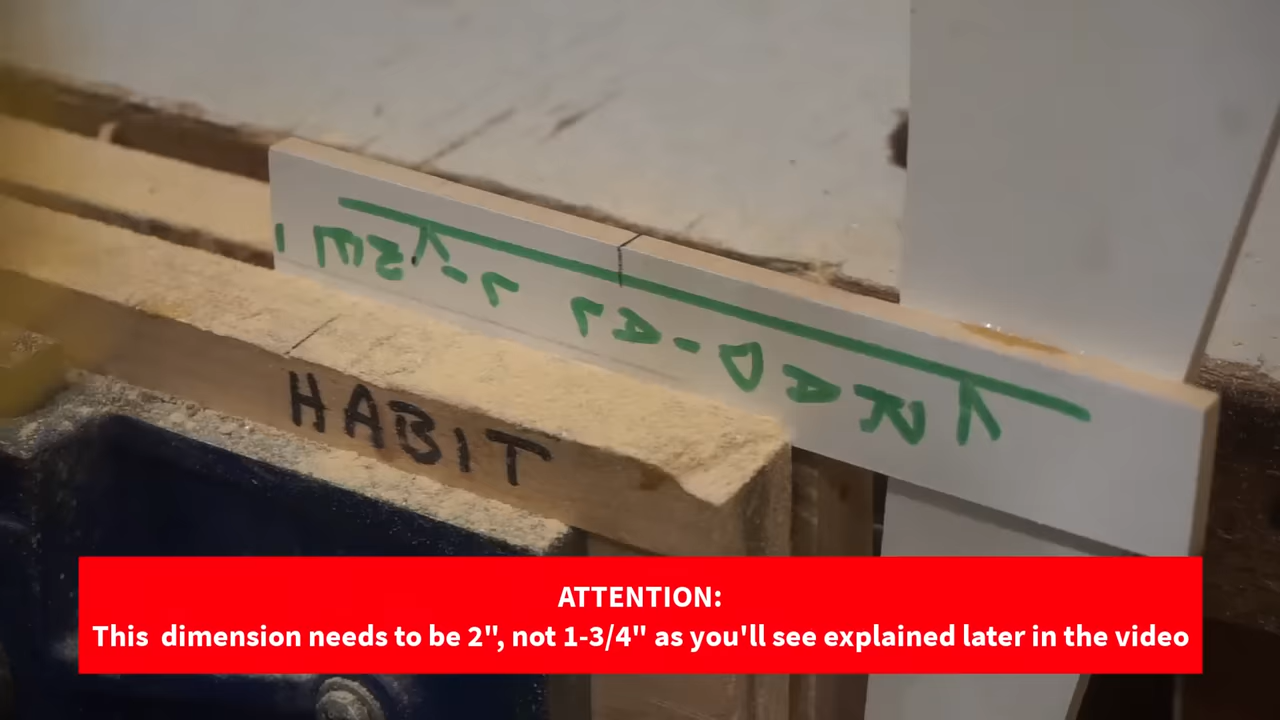 HABIT
ATTENTION:
This dimension needs to be 2", not 1-3/4" as you'll see explained later in the video